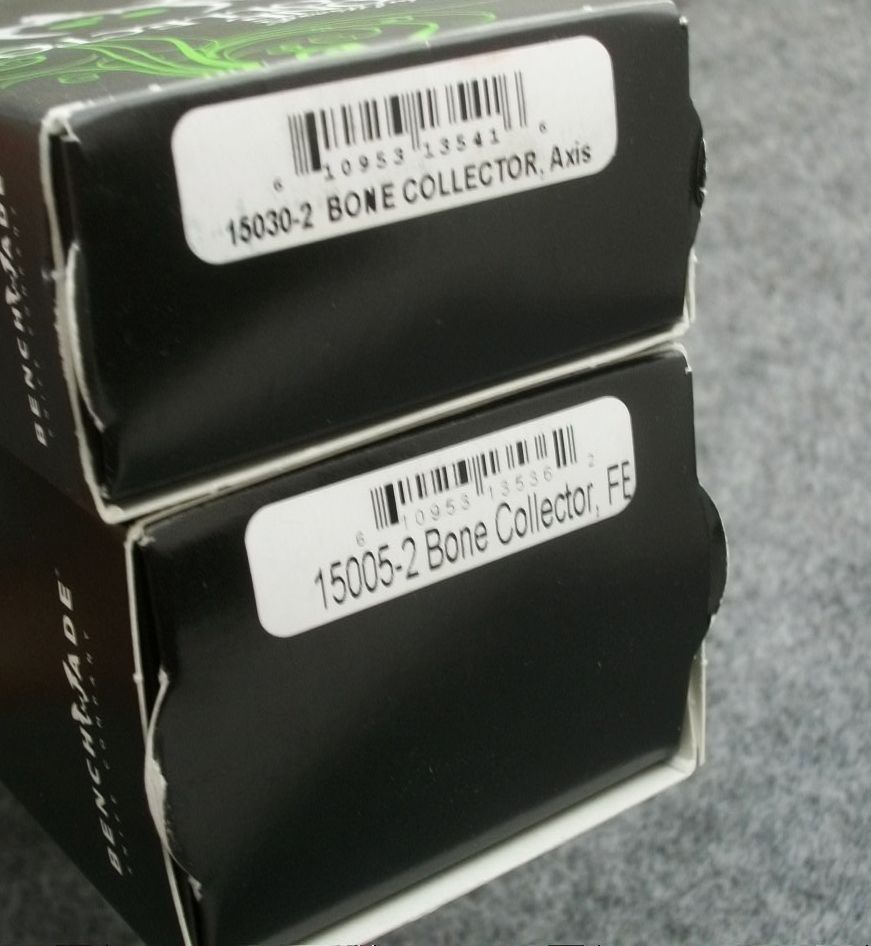 6 10953 13541 6
15030-2 BONE COLLECTOR, Axis
BENCHMADE
6 10953 13536 2
15005-2 Bone Collector, FE
BENCHMADE